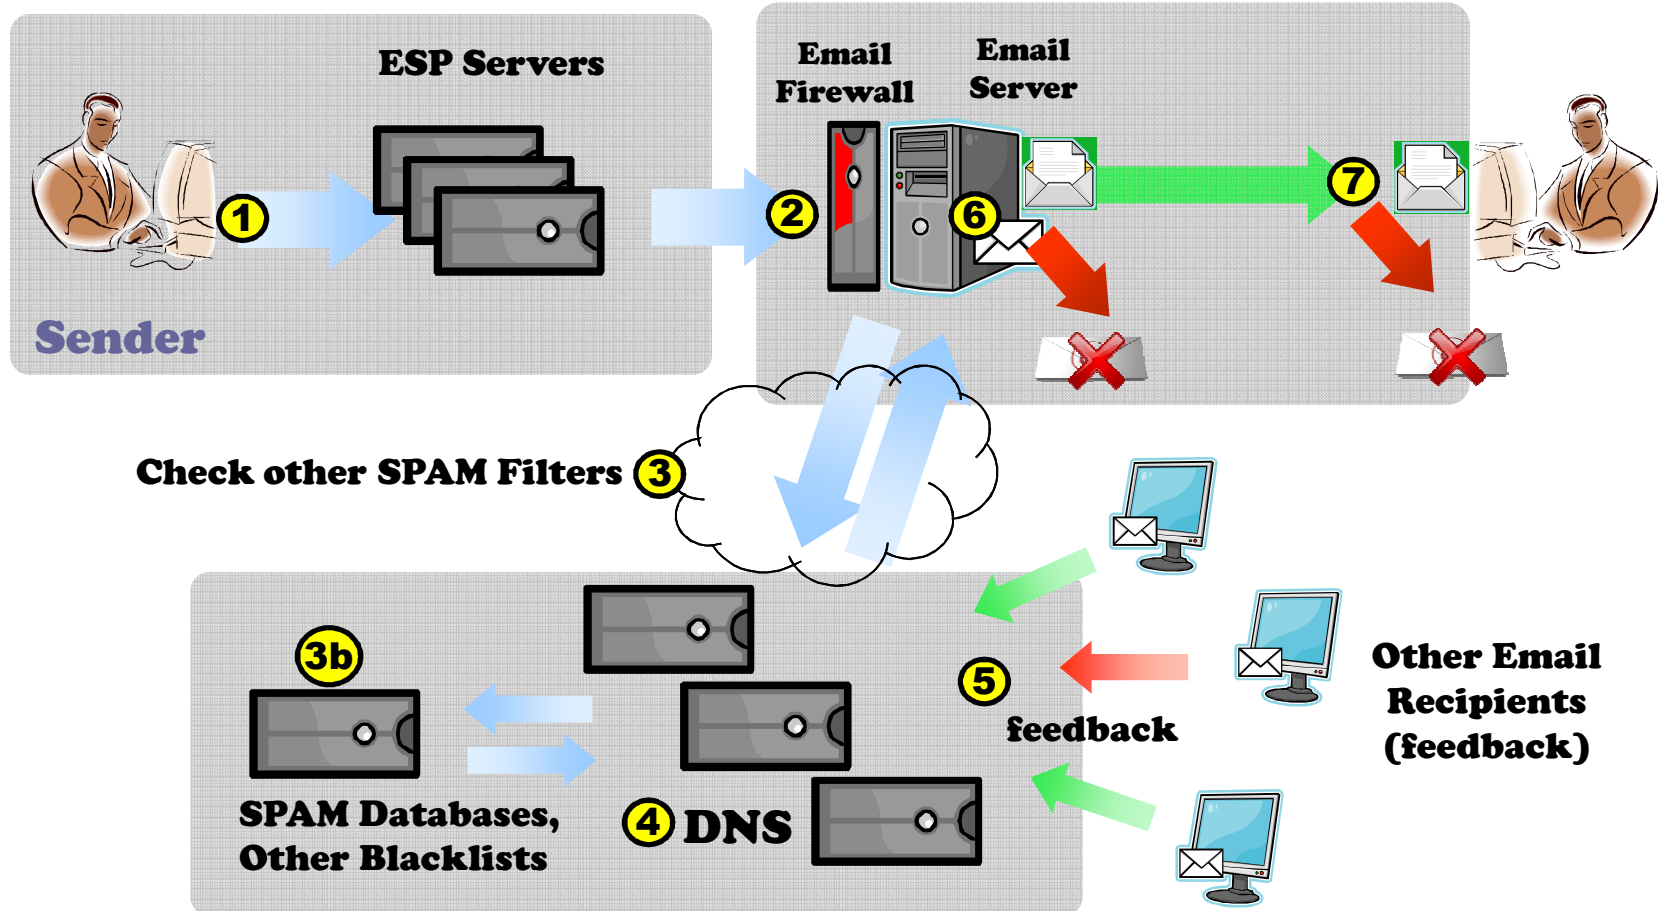 ESP Servers
Email
Firewall
Email
Server
1
2
6
7
Sender
Check other SPAM Filters
3
3b
5
feedback
Other Email
Recipients
(feedback)
SPAM Databases,
Other Blacklists
4
DNS